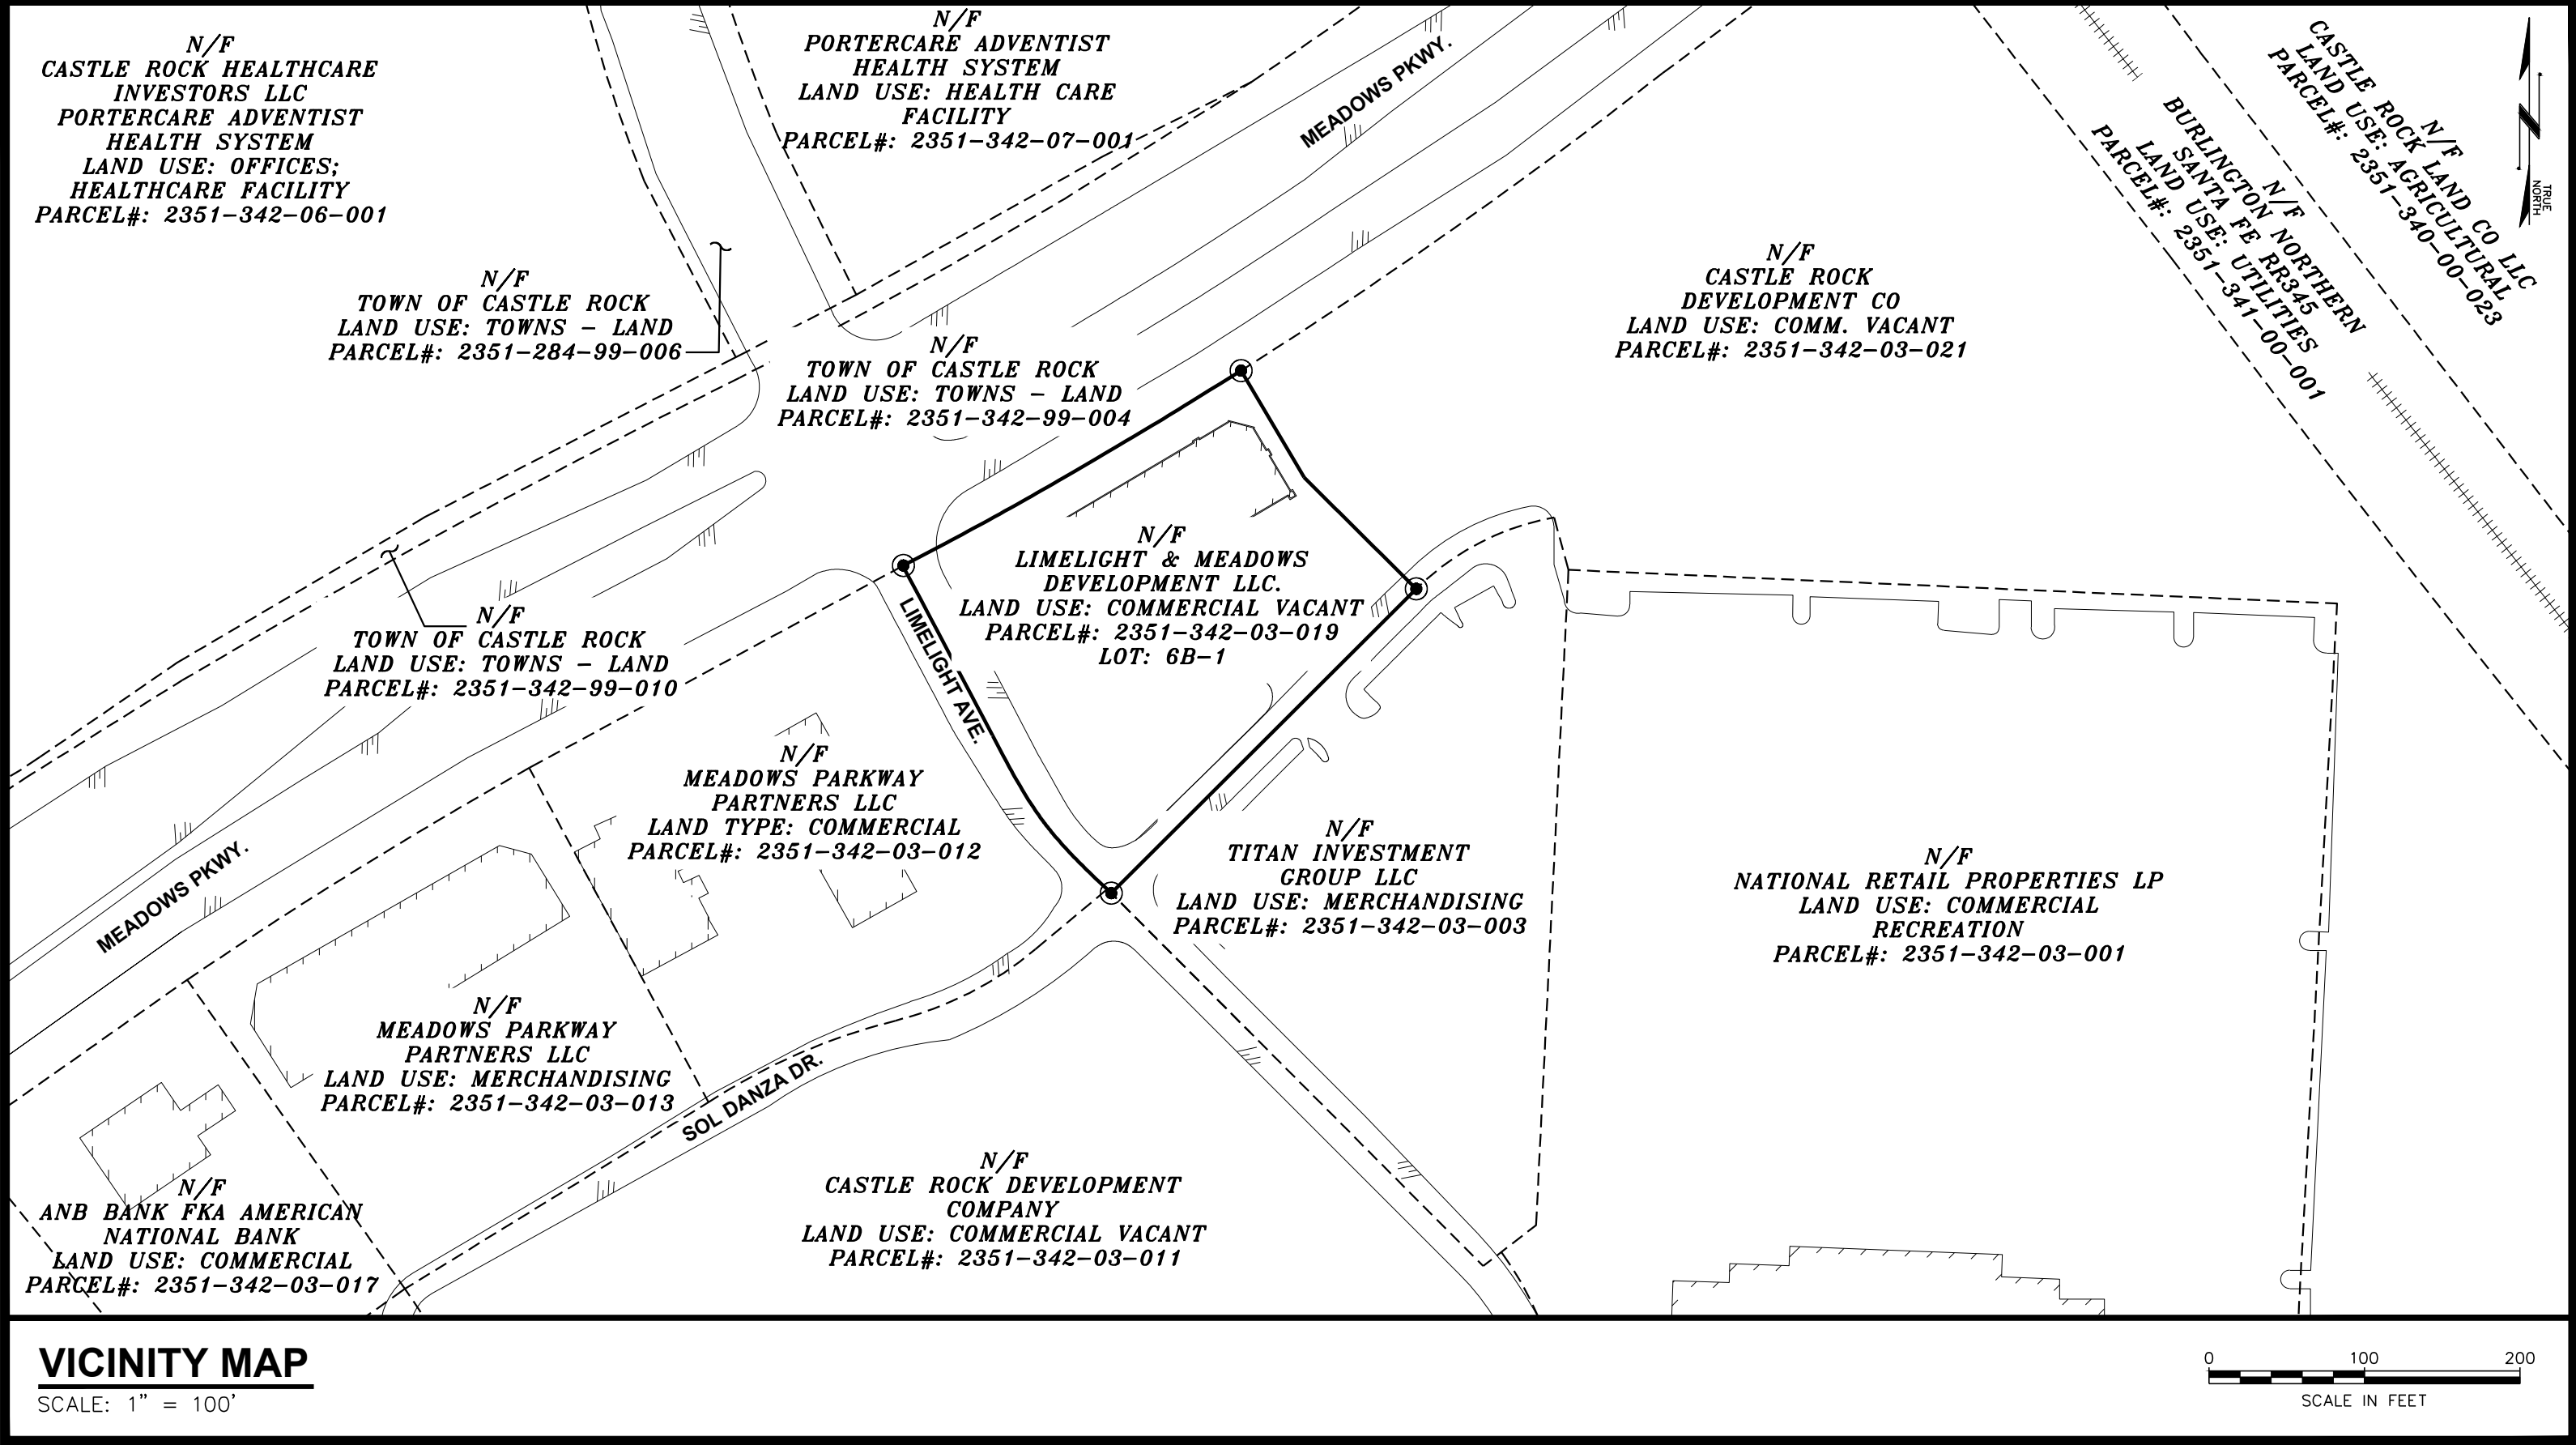 N/F
CASTLE ROCK HEALTHCARE
INVESTORS LLC
PORTERCARE ADVENTIST
HEALTH SYSTEM
LAND USE: OFFICES;
HEALTHCARE FACILITY
PARCEL#: 2351-342-06-001
N/F
PORTERCARE ADVENTIST
HEALTH SYSTEM
LAND USE: HEALTH CARE
FACILITY
PARCEL#: 2351-342-07-001
MEADOWS PKWY.
N/F
CASTLE ROCK LAND CO LLC
LAND USE: AGRICULTURAL
PARCEL#: 2351-340-00-023
TRUE
NORTH
N/F
BURLINGTON NORTHERN
SANTA FE RR345
LAND USE: UTILITIES
PARCEL#: 2351-341-00-001
N/F
TOWN OF CASTLE ROCK
LAND USE: TOWNS - LAND
PARCEL#: 2351-284-99-006
N/F
TOWN OF CASTLE ROCK
LAND USE: TOWNS - LAND
PARCEL#: 2351-342-99-004
N/F
CASTLE ROCK
DEVELOPMENT CO
LAND USE: COMM. VACANT
PARCEL#: 2351-342-03-021
N/F
LIMELIGHT & MEADOWS
DEVELOPMENT LLC.
LAND USE: COMMERCIAL VACANT
PARCEL#: 2351-342-03-019
LOT: 6B-1
LIMELIGHT AVE.
N/F
TOWN OF CASTLE ROCK
LAND USE: TOWNS - LAND
PARCEL#: 2351-342-99-010
N/F
MEADOWS PARKWAY
PARTNERS LLC
LAND TYPE: COMMERCIAL
PARCEL#: 2351-342-03-012
MEADOWS PKWY.
N/F
TITAN INVESTMENT
GROUP LLC
LAND USE: MERCHANDISING
PARCEL#: 2351-342-03-003
N/F
NATIONAL RETAIL PROPERTIES LP
LAND USE: COMMERCIAL
RECREATION
PARCEL#: 2351-342-03-001
N/F
MEADOWS PARKWAY
PARTNERS LLC
LAND USE: MERCHANDISING
PARCEL#: 2351-342-03-013
SOL DANZA DR.
N/F
CASTLE ROCK DEVELOPMENT
COMPANY
LAND USE: COMMERCIAL VACANT
PARCEL#: 2351-342-03-011
N/F
ANB BANK FKA AMERICAN
NATIONAL BANK
LAND USE: COMMERCIAL
PARCEL#: 2351-342-03-017
VICINITY MAP
SCALE: 1" = 100'
0 100 200
SCALE IN FEET